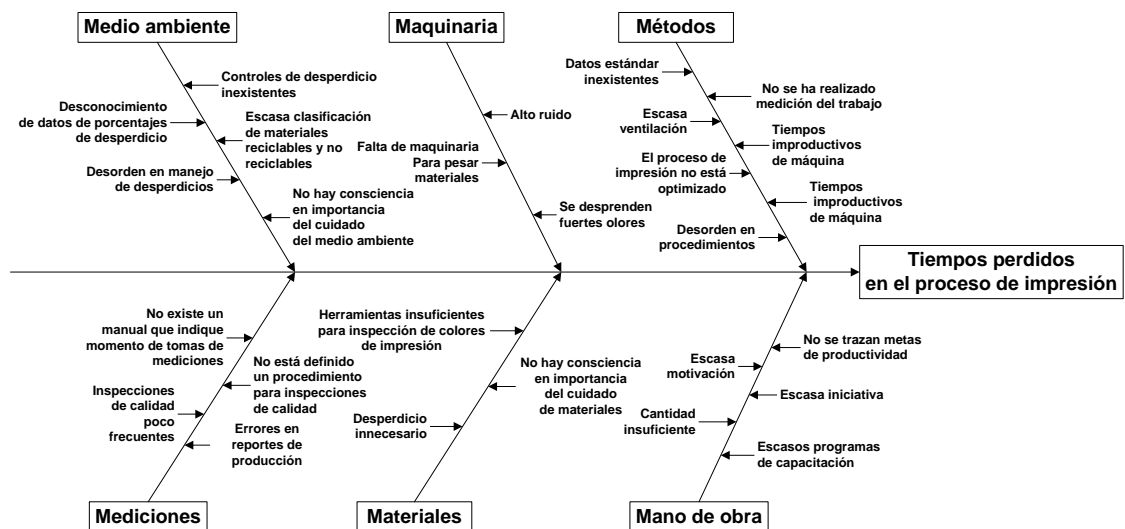 Medio ambiente
Controles de desperdicio
inexistentes
Desconocimiento
de datos de porcentajes
de desperdicio
Escasa clasificación
de materiales
reciclables y no
reciclables
Desorden en manejo
de desperdicios
No hay consciencia
en importancia
del cuidado
del medio ambiente
Maquinaria
Alto ruido
Falta de maquinaria
Para pesar
materiales
Se desprenden
fuertes olores
Métodos
Datos estándar
inexistentes
No se ha realizado
medición del trabajo
Escasa
ventilación
Tiempos
improductivos
de máquina
El proceso de
impresión no está
optimizado
Tiempos
improductivos
de máquina
Desorden en
procedimientos
Tiempos perdidos
en el proceso de impresión
No existe un
manual que indique
momento de tomas de
mediciones
No está definido
un procedimiento
para inspecciones
de calidad
Inspecciones
de calidad
poco
frecuentes
Errores en
reportes de
producción
Mediciones
Herramientas insuficientes
para inspección de colores
de impresión
No hay consciencia
en importancia
del cuidado
de materiales
Desperdicio
innecesario
Materiales
No se trazan metas
de productividad
Escasa
motivación
Escasa iniciativa
Cantidad
insuficiente
Escasos programas
de capacitación
Mano de obra